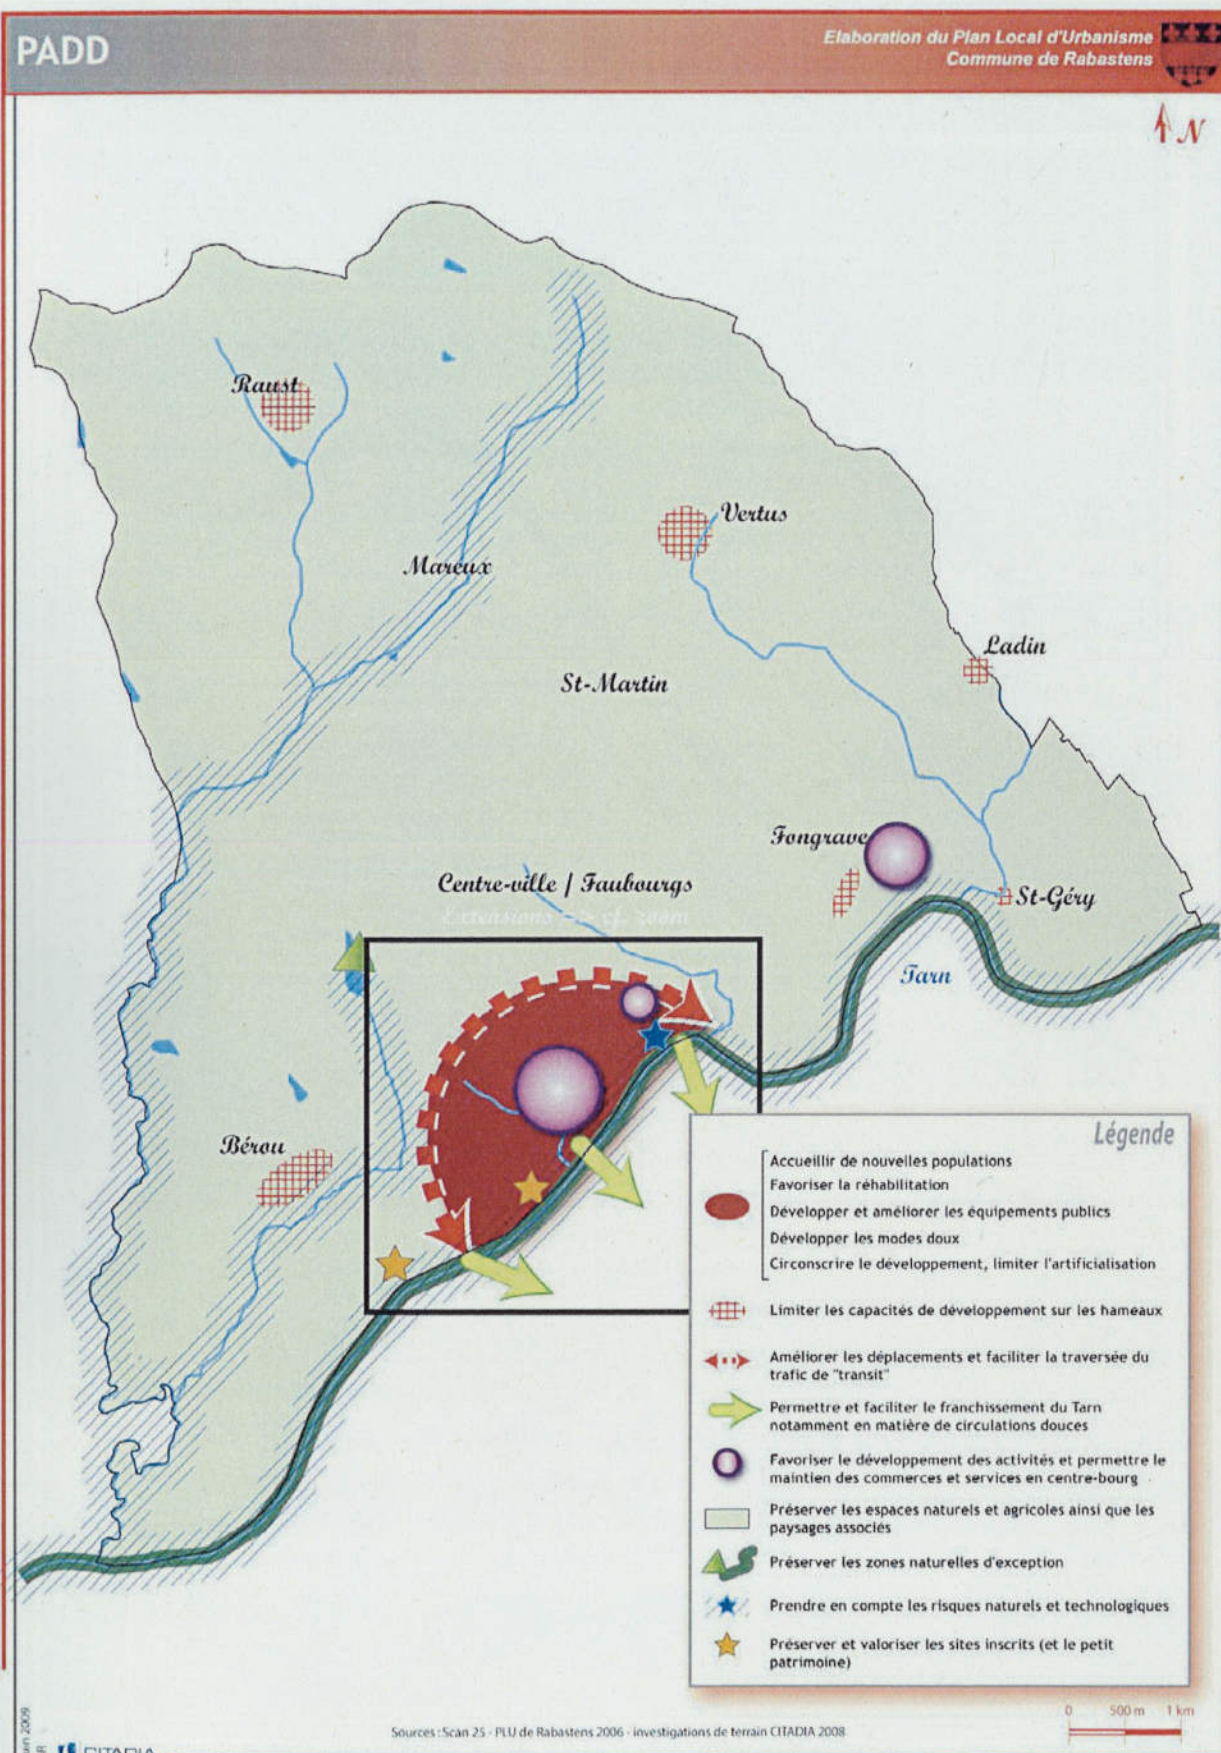 PADD
Elaboration du Plan Local d'Urbanisme
Commune de Rabastens
N
Raust
Vertus
Mareux
Ladin
St-Martin
Fongrave
Centre-ville / Faubourgs
Extensions => cf. zoom
St-Géry
Tarn
Bérou
Légende
Accueillir de nouvelles populations
Favoriser la réhabilitation
Développer et améliorer les équipements publics
Développer les modes doux
Circonscrire le développement, limiter l'artificialisation
Limiter les capacités de développement sur les hameaux
Améliorer les déplacements et faciliter la traversée du
trafic de "transit"
Permettre et faciliter le franchissement du Tarn
notamment en matière de circulations douces
Favoriser le développement des activités et permettre le
maintien des commerces et services en centre-bourg
Préserver les espaces naturels et agricoles ainsi que les
paysages associés
Préserver les zones naturelles d'exception
Prendre en compte les risques naturels et technologiques
Préserver et valoriser les sites inscrits (et le petit
patrimoine)
0 500 m 1 km
Sources : Scan 25 - PLU de Rabastens 2006 - investigations de terrain CITADIA 2008
2009
CITADIA